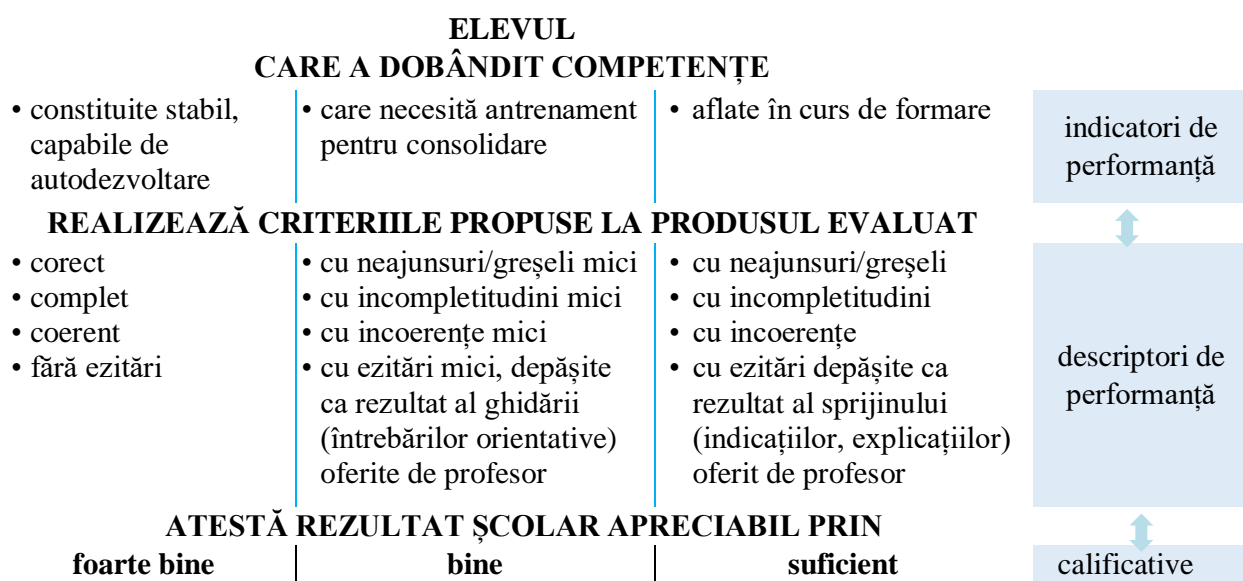 ELEVUL
CARE A DOBÂNDIT COMPETENȚE
• constituite stabil,
capabile de
autodezvoltare
• care necesită antrenament
pentru consolidare
• aflate în curs de formare
indicatori de
performanță
REALIZEAZĂ CRITERIILE PROPUSE LA PRODUSUL EVALUAT
• corect
• complet
• coerent
• fără ezitări
• cu neajunsuri/greșeli mici
• cu incompletitudini mici
• cu incoerențe mici
• cu ezitări mici, depășite
ca rezultat al ghidării
(întrebărilor orientative)
oferite de profesor
• cu neajunsuri/greşeli
• cu incompletitudini
• cu incoerențe
• cu ezitări depășite ca
rezultat al sprijinului
(indicațiilor, explicațiilor)
oferit de profesor
descriptori de
performanță
ATESTĂ REZULTAT ȘCOLAR APRECIABIL PRIN
foarte bine
bine
suficient
calificative